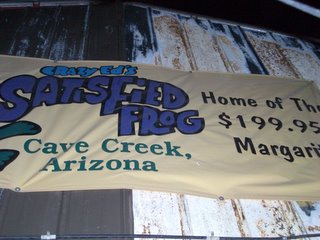 CRAZY ED'S
SATISFIED
FROG
Cave Creek,
Arizona
Home of The
$199.95
Margari